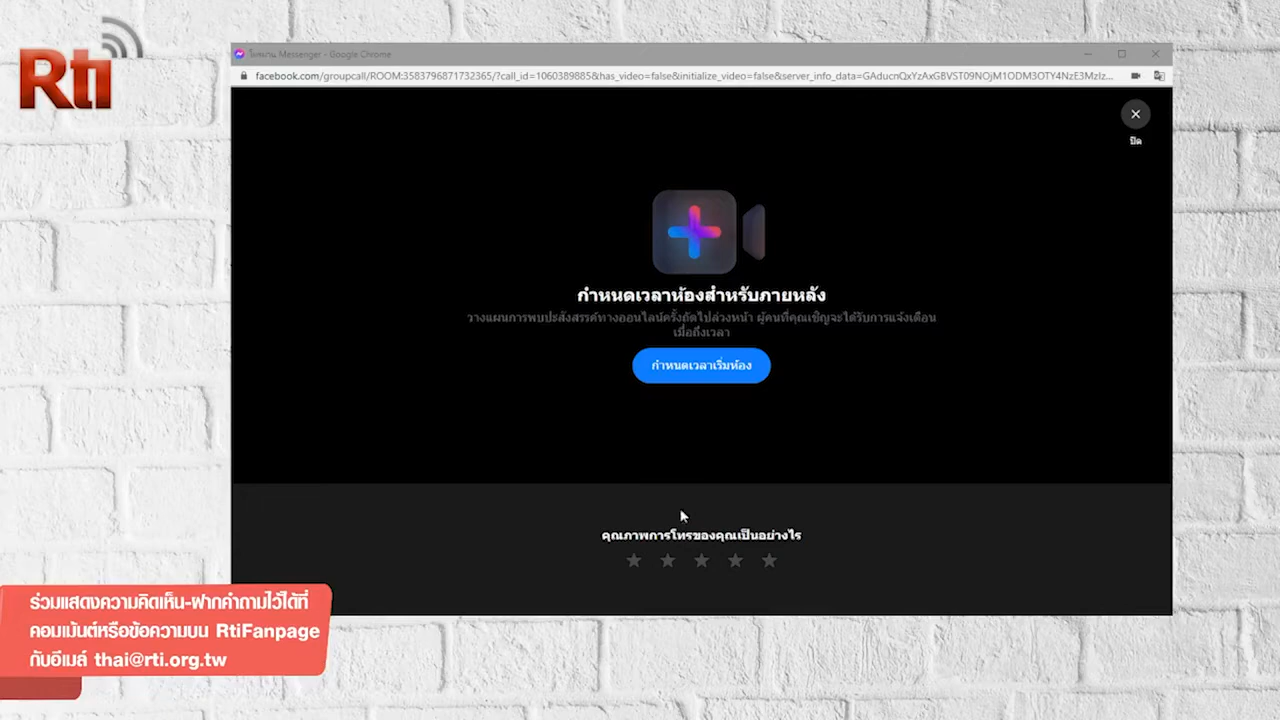 Rti
โทรผ่าน Messenger - Google Chrome
facebook.com/groupcall/ROOM:3583796871732365/?call_id=1060389885&has_video=false&initialize_video=false&server_info_data=
ปิด
กำหนดเวลาห้องสำหรับภายหลัง
วางแผนการพบปะสังสรรค์ทางออนไลน์ครั้งถัดไปล่วงหน้า ผู้คนที่คุณเชิญจะได้รับการแจ้งเตือน
เมื่อถึงเวลา
กำหนดเวลาเริ่มห้อง
คุณภาพการโทรของคุณเป็นอย่างไร
ร่วมแสดงความคิดเห็น-ฝากคำถามไว้ได้ที่
คอมเม้นต์หรือข้อความบน RtiFanpage
กับอีเมล์ thai@rti.org.tw